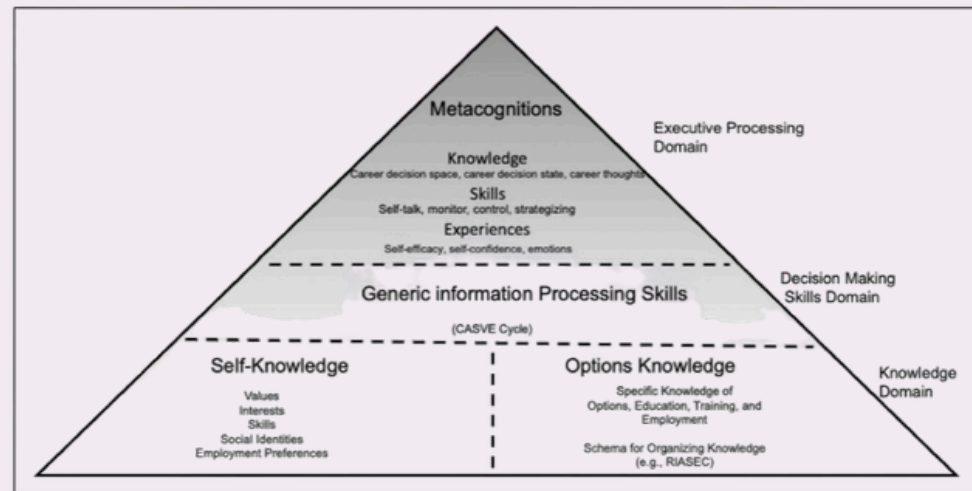 Metacognitions
Executive Processing
Domain
Knowledge
Career decision space, career decision state, career thoughts
Skills
Self-talk, monitor, control, strategizing
Experiences
Self-efficacy, self-confidence, emotions
Decision Making
Skills Domain
Generic information Processing Skills
(CASVE Cycle)
Self-Knowledge
Values
Interests
Skills
Social Identities
Employment Preferences
Options Knowledge
Specific Knowledge of
Options, Education, Training, and
Employment
Schema for Organizing Knowledge
(e.g., RIASEC)
Knowledge
Domain